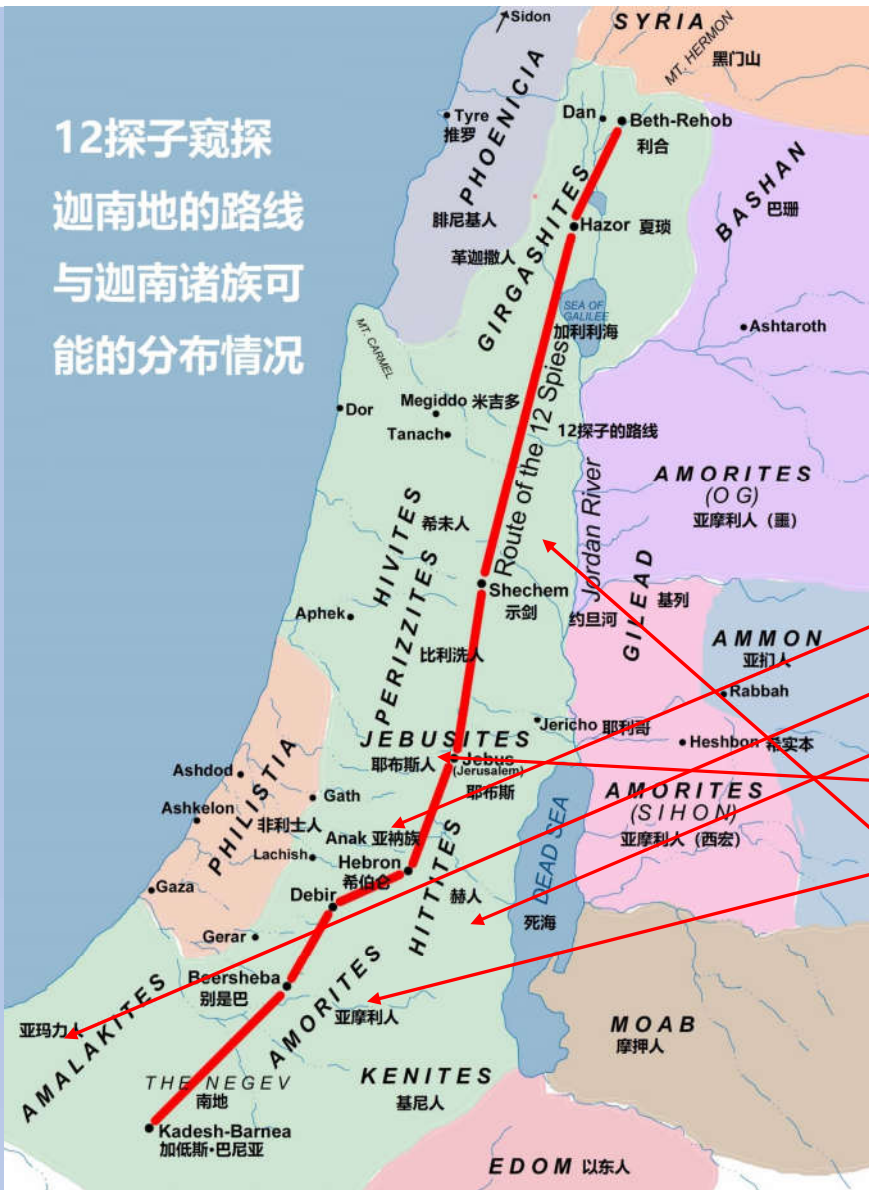 Sidon
SYRIA
MT. HERMON
黑门山
12探子窥探
迦南地的路线
与迦南诸族可
能的分布情况
Tyre
推罗
PHOENICIA
腓尼基人
Dan
Beth-Rehob
利合
BASHAN
巴珊
GIRGASHITES
革迦撒人
Hazor 夏琐
SEA OF
GALILEE
加利利海
Ashtaroth
MT. CARMEL
Dor
Megiddo 米吉多
Tanach
Route of the 12 Spies
12探子的路线
Jordan River
约旦河
AMORITES
(OG)
亚摩利人（噩）
HIVITES
希未人
Shechem
示剑
GILEAD
基列
Aphek
PERIZZITES
比利洗人
AMMON
亚扪人
Rabbah
Jericho 耶利哥
Heshbon 希实本
JEBUSITES
耶布斯人
Jebus
(Jerusalem)
耶布斯
Ashdod
Ashkelon
PHILISTIA
非利士人
Gath
Anak 亚衲族
AMORITES
(SIHON)
亚摩利人（西宏）
Lachish
Hebron
希伯仑
HITTITES
赫人
DEAD SEA
死海
Gaza
Debir
Gerar
Beersheba
别是巴
AMORITES
亚摩利人
AMALAKITES
亚玛力人
MOAB
摩押人
THE NEGEV
南地
KENITES
基尼人
Kadesh-Barnea
加低斯·巴尼亚
EDOM 以东人